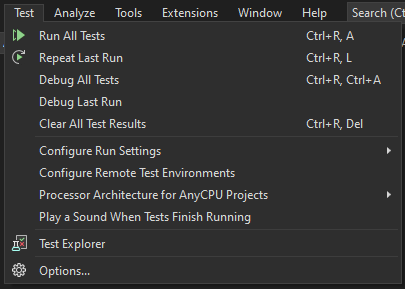 Test Analyze Tools Extensions Window Help Search (Ct
Run All Tests Ctrl+R, A
Repeat Last Run Ctrl+R, L
Debug All Tests Ctrl+R, Ctrl+A
Debug Last Run
Clear All Test Results Ctrl+R, Del
Configure Run Settings
Configure Remote Test Environments
Processor Architecture for AnyCPU Projects
Play a Sound When Tests Finish Running
Test Explorer
Options...